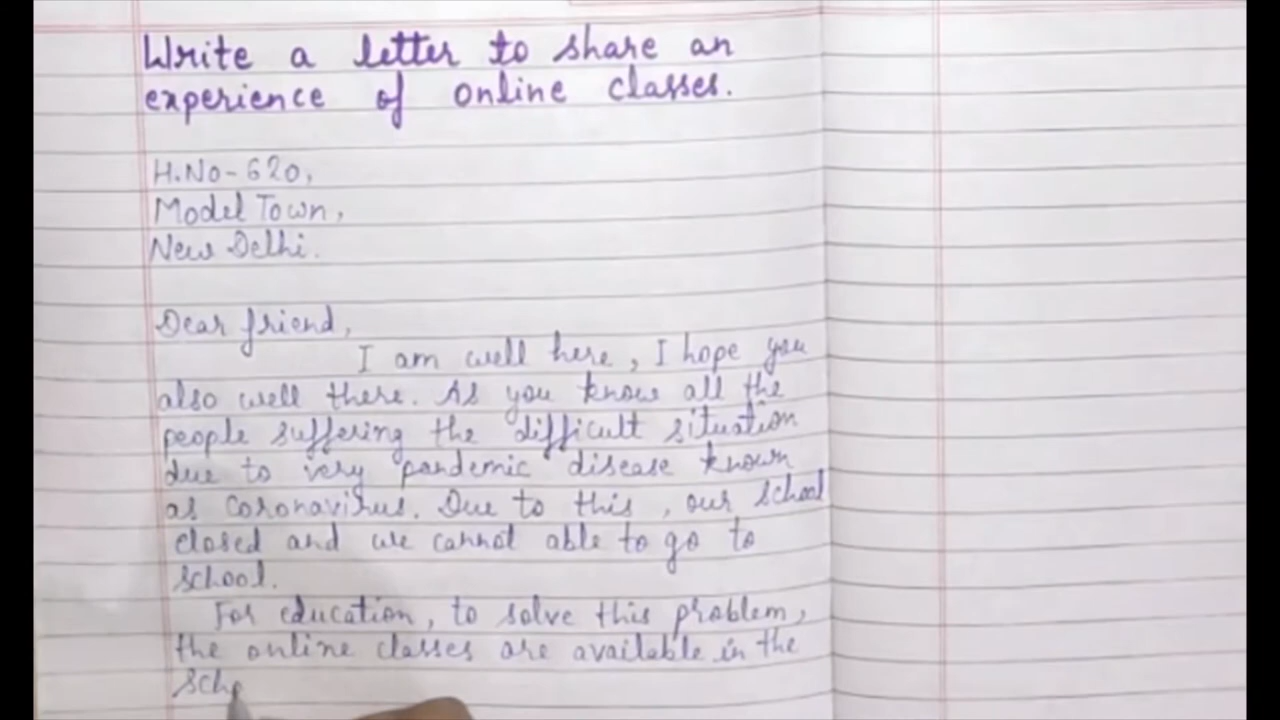 Write a letter to share an
experience of online classes.
H.No-620,
Model Town,
New Delhi.
Dear friend,
I am well here, I hope you
also well there. As you know all the
people suffering the difficult situation
due to very pandemic disease known
as coronavirus. Due to this, our school
closed and we cannot able to go to
school.
For education, to solve this problem,
the online classes are available in the
Scho